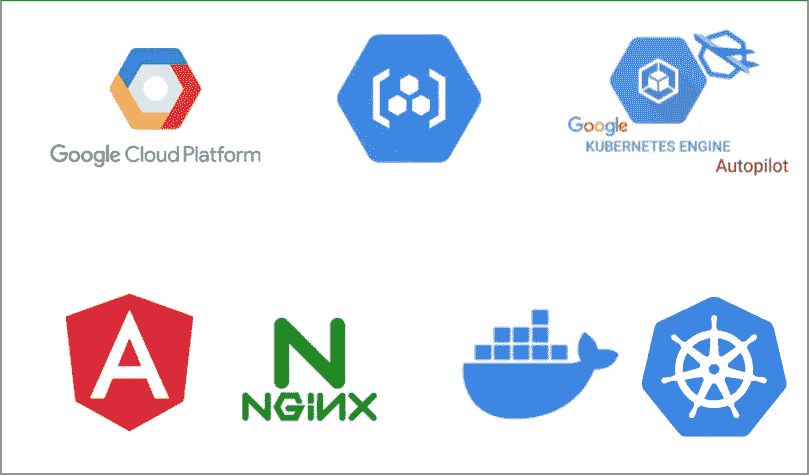 Google Cloud Platform
Google
KUBERNETES ENGINE
Autopilot
A
N
NGiNX